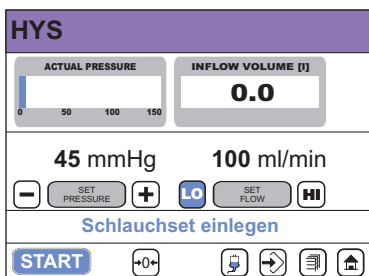 HYS
ACTUAL PRESSURE
INFLOW VOLUME [l]
0.0
0 50 100 150
45 mmHg
100 ml/min
SET
PRESSURE
LO
SET
FLOW
HI
Schlauchset einlegen
START
0